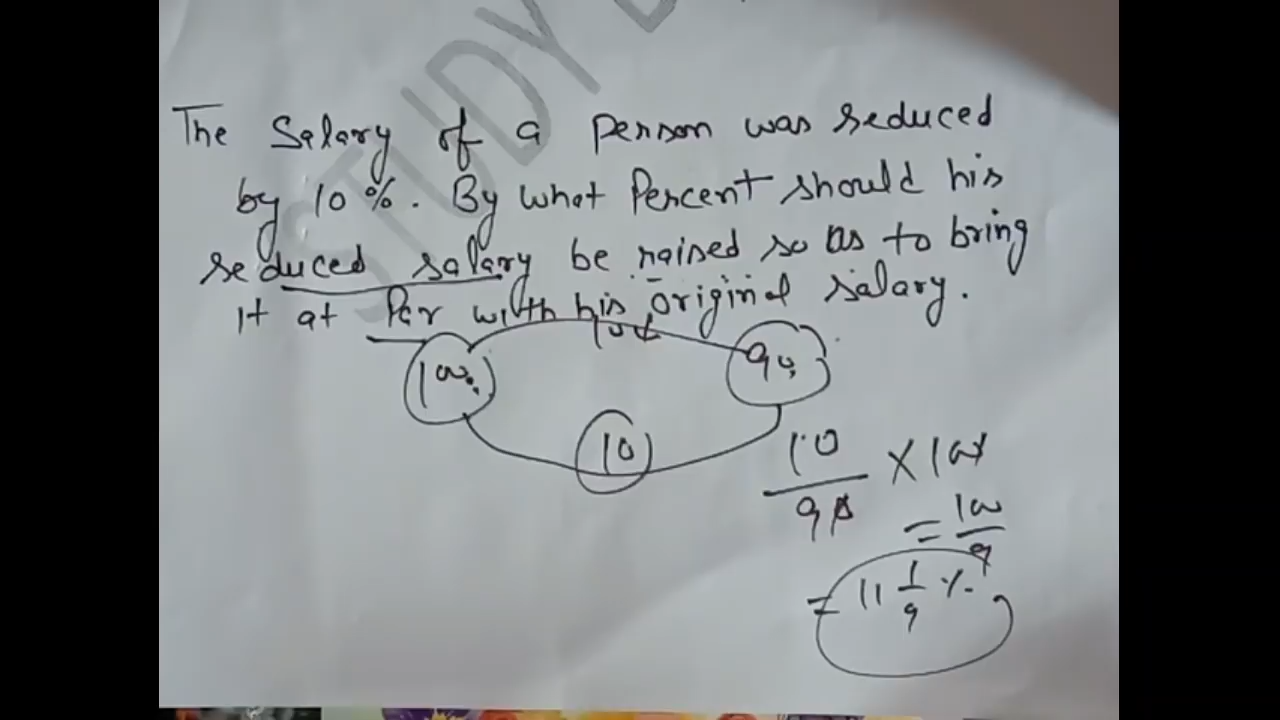 STUDY
The Salary of a Person was reduced
by 10%. By what Percent should his
reduced salary be raised so as to bring
it at Par with his original salary.
100
90
10
10
90
× 100
= 100
9
= 11 1/9 %